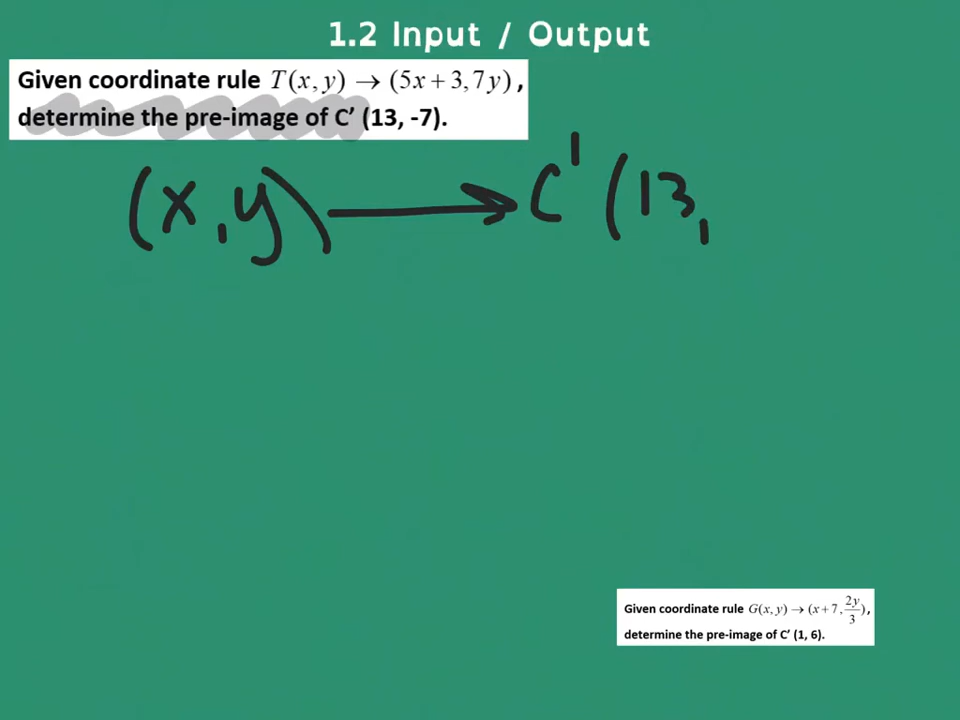 1.2 Input / Output
Given coordinate rule T(x, y) → (5x + 3, 7y),
determine the pre-image of C' (13, -7).
(x, y) → C' (13,
Given coordinate rule G(x, y) → (x + 7, 2y/3),
determine the pre-image of C' (1, 6).